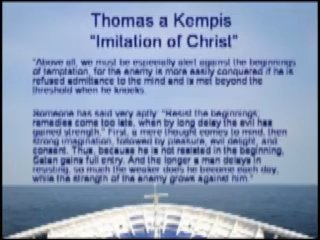 Thomas a Kempis
"Imitation of Christ"
"Above all, we must be especially alert against the beginnings
of temptation, for the enemy is more easily conquered if he is
refused admittance to the mind and is met beyond the
threshold when he knocks.
Someone has said very aptly: "Resist the beginnings;
remedies come too late, when by long delay the evil has
gained strength." First, a mere thought comes to mind, then
strong imagination, followed by pleasure, evil delight, and
consent. Thus, because he is not resisted in the beginning,
Satan gains full entry. And the longer a man delays in
resisting, so much the weaker does he become each day,
while the strength of the enemy grows against him."